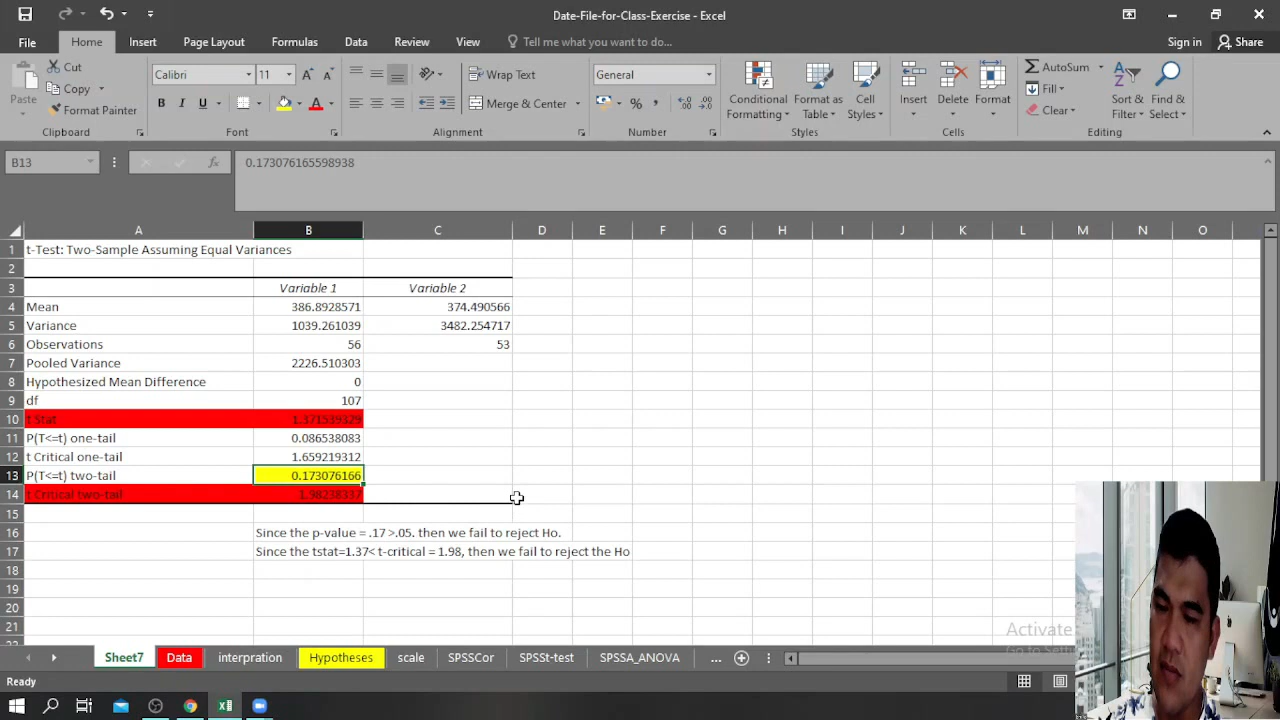 Date-File-for-Class-Exercise - Excel
File Home Insert Page Layout Formulas Data Review View Tell me what you want to do... Sign in Share
Paste Cut Copy Format Painter Clipboard
Calibri 11 B I U A Font
Wrap Text Merge & Center Alignment
General % Number
Conditional Formatting Format as Table Cell Styles Styles
Insert Delete Format Cells
AutoSum Fill Clear Sort & Filter Find & Select Editing
B13 fx 0.173076165598938
A B C D E F G H I J K L M N O
1 t-Test: Two-Sample Assuming Equal Variances
2
3 Variable 1 Variable 2
4 Mean 386.8928571 374.490566
5 Variance 1039.261039 3482.254717
6 Observations 56 53
7 Pooled Variance 2226.510303
8 Hypothesized Mean Difference 0
9 df 107
10 t Stat 1.371539329
11 P(T<=t) one-tail 0.086538083
12 t Critical one-tail 1.659219312
13 P(T<=t) two-tail 0.173076166
14 t Critical two-tail 1.98238337
15
16 Since the p-value = .17 >.05. then we fail to reject Ho.
17 Since the tstat=1.37< t-critical = 1.98, then we fail to reject the Ho
18
19
20
21
Activate
Sheet7 Data interpration Hypotheses scale SPSSCor SPSSt-test SPSSA_ANOVA ...
Ready